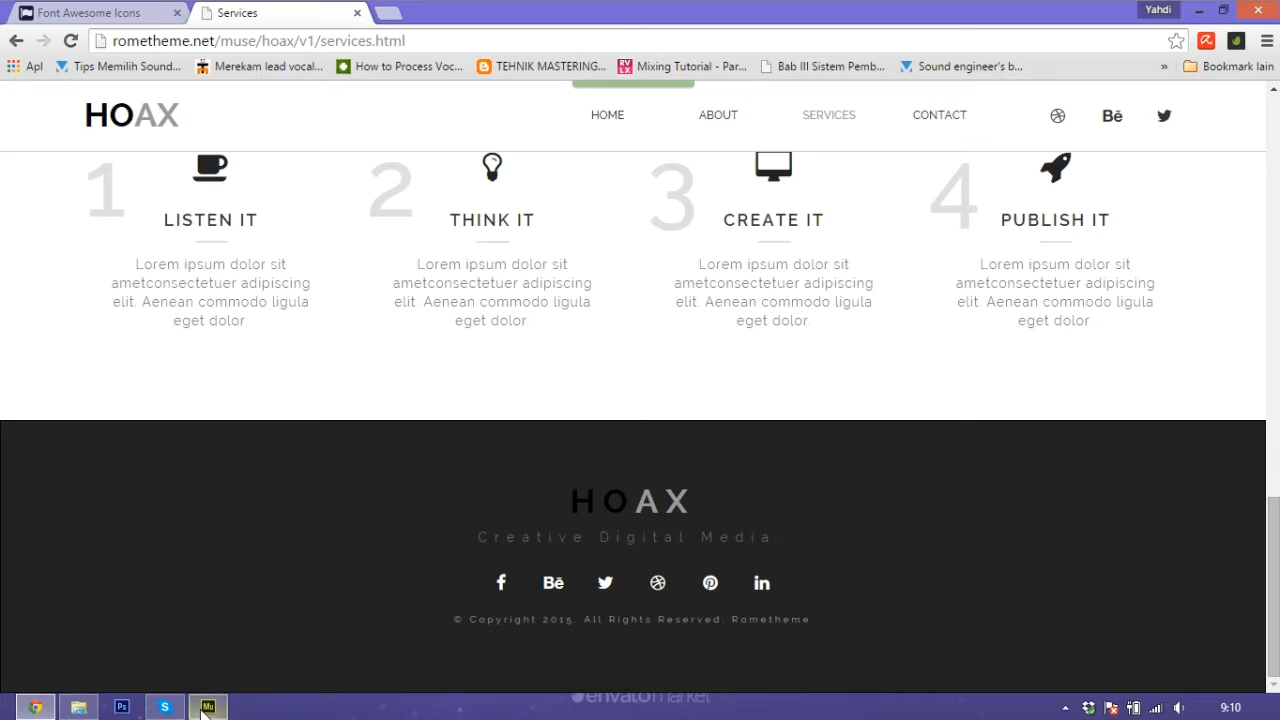 Font Awesome Icons
Services
Yahdi
rometheme.net/muse/hoax/v1/services.html
Apl
Tips Memilih Sound...
Merekam lead vocal...
How to Process Voc...
TEHNIK MASTERING...
Mixing Tutorial - Par...
Bab III Sistem Pemb...
Sound engineer's b...
»
Bookmark lain
HOAX
HOME
ABOUT
SERVICES
CONTACT
Bē
1
2
3
4
LISTEN IT
THINK IT
CREATE IT
PUBLISH IT
Lorem ipsum dolor sit
ametconsectetuer adipiscing
elit. Aenean commodo ligula
eget dolor.
Lorem ipsum dolor sit
ametconsectetuer adipiscing
elit. Aenean commodo ligula
eget dolor.
Lorem ipsum dolor sit
ametconsectetuer adipiscing
elit. Aenean commodo ligula
eget dolor.
Lorem ipsum dolor sit
ametconsectetuer adipiscing
elit. Aenean commodo ligula
eget dolor.
HOAX
Creative Digital Media.
f Bē in
© Copyright 2015. All Rights Reserved. Rometheme
Ps
S
Mu
envatomarket
9:10